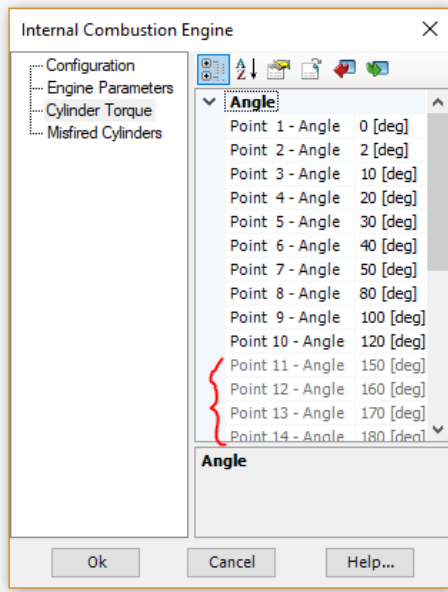 Internal Combustion Engine
Configuration
Engine Parameters
Cylinder Torque
Misfired Cylinders
Angle
Point 1 - Angle 0 [deg]
Point 2 - Angle 2 [deg]
Point 3 - Angle 10 [deg]
Point 4 - Angle 20 [deg]
Point 5 - Angle 30 [deg]
Point 6 - Angle 40 [deg]
Point 7 - Angle 50 [deg]
Point 8 - Angle 80 [deg]
Point 9 - Angle 100 [deg]
Point 10 - Angle 120 [deg]
Point 11 - Angle 150 [deg]
Point 12 - Angle 160 [deg]
Point 13 - Angle 170 [deg]
Point 14 - Angle 180 [deg]
Angle
Ok Cancel Help...